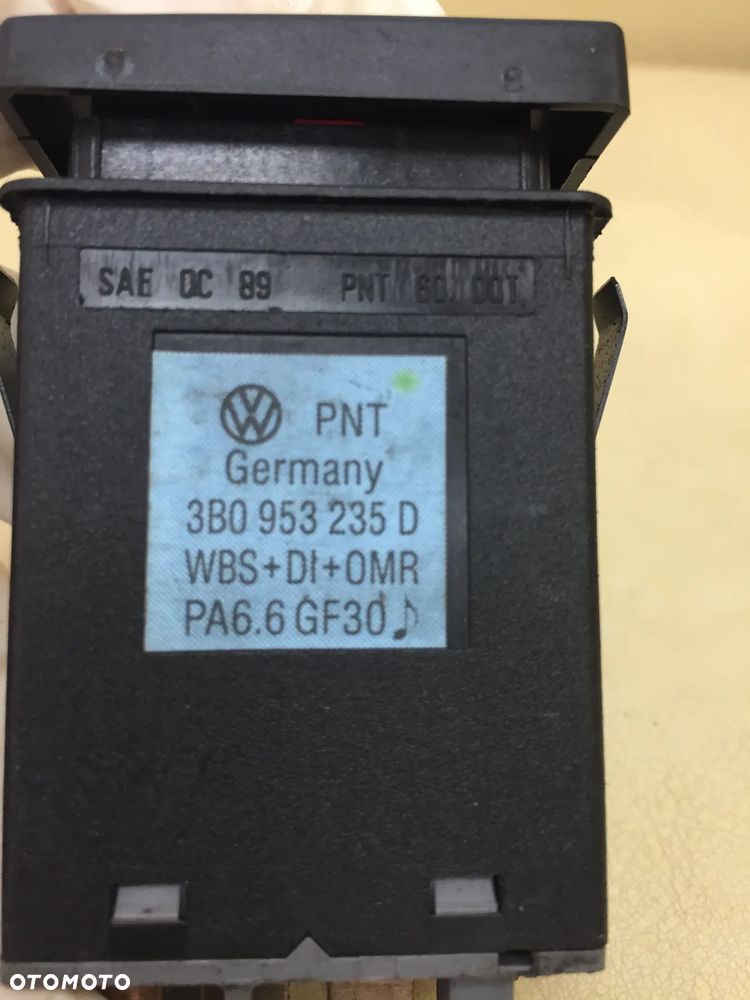 SAE QC 89 PNT 60 DOT
PNT
Germany
3B0 953 235 D
WBS+DI+OMR
PA6.6 GF30
OTOMOTO